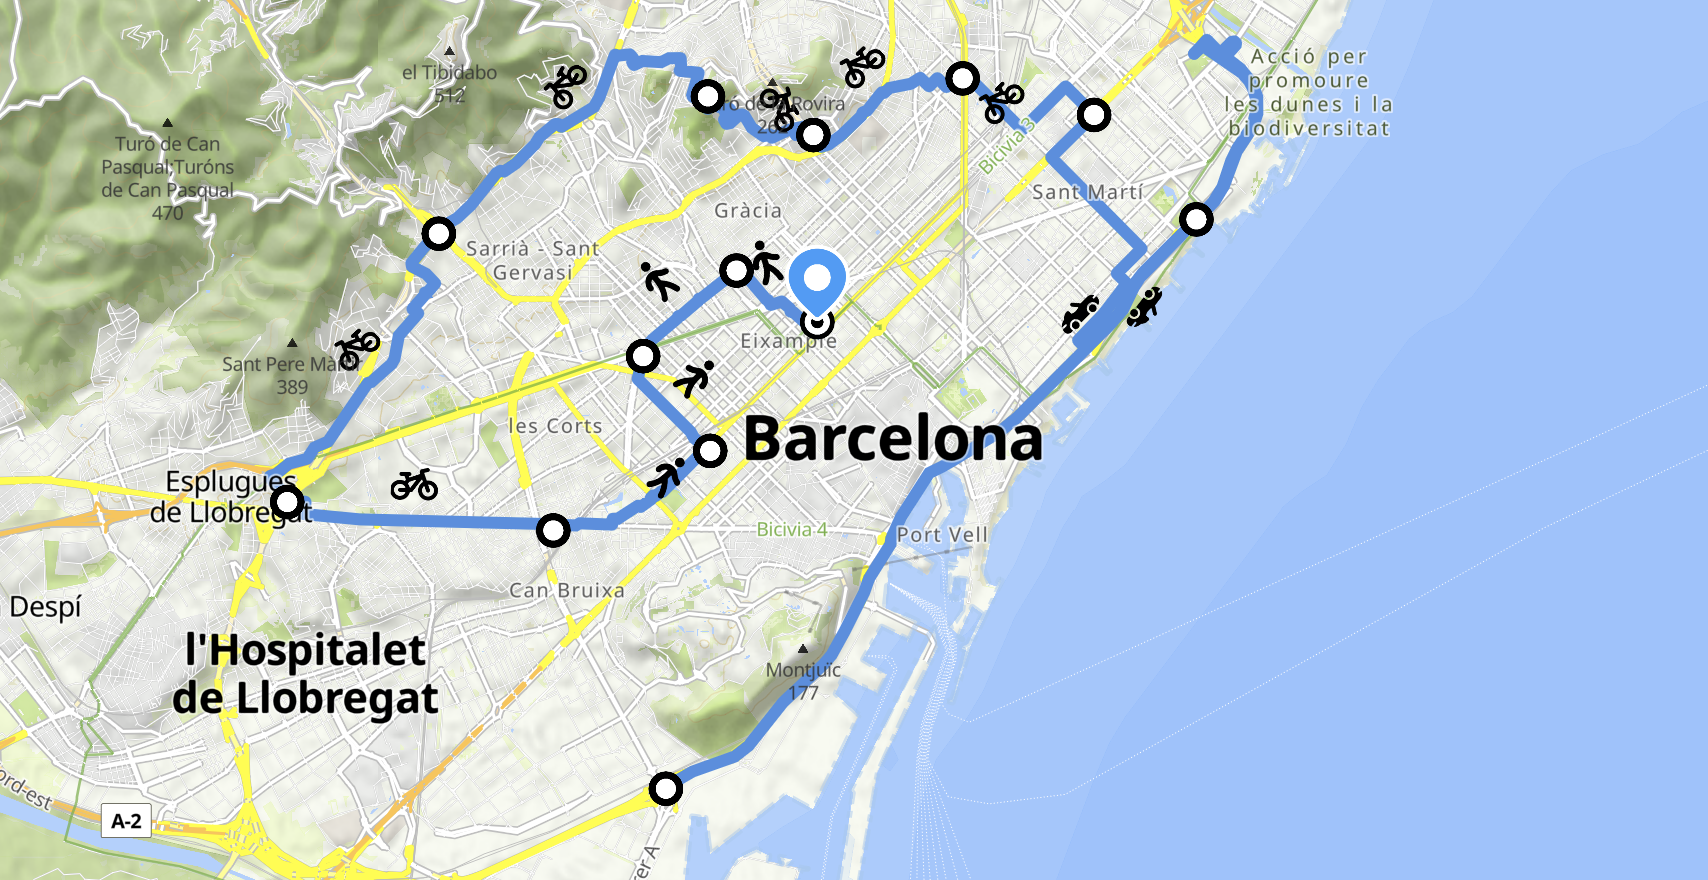 Acció per
promoure
les dunes i la
biodiversitat
el Tibidabo
512
de la Rovira
Turó de Can
Pasqual;Turóns
de Can Pasqual
470
Bicivia 3
Sant Martí
Gràcia
Sarrià - Sant
Gervasi
Eixample
Sant Pere Màrtir
389
les Corts
Barcelona
Esplugues
de Llobregat
Bicivia 4
Port Vell
Can Bruixa
Despí
l'Hospitalet
de Llobregat
Montjuïc
177
ord-est
A-2
rer A